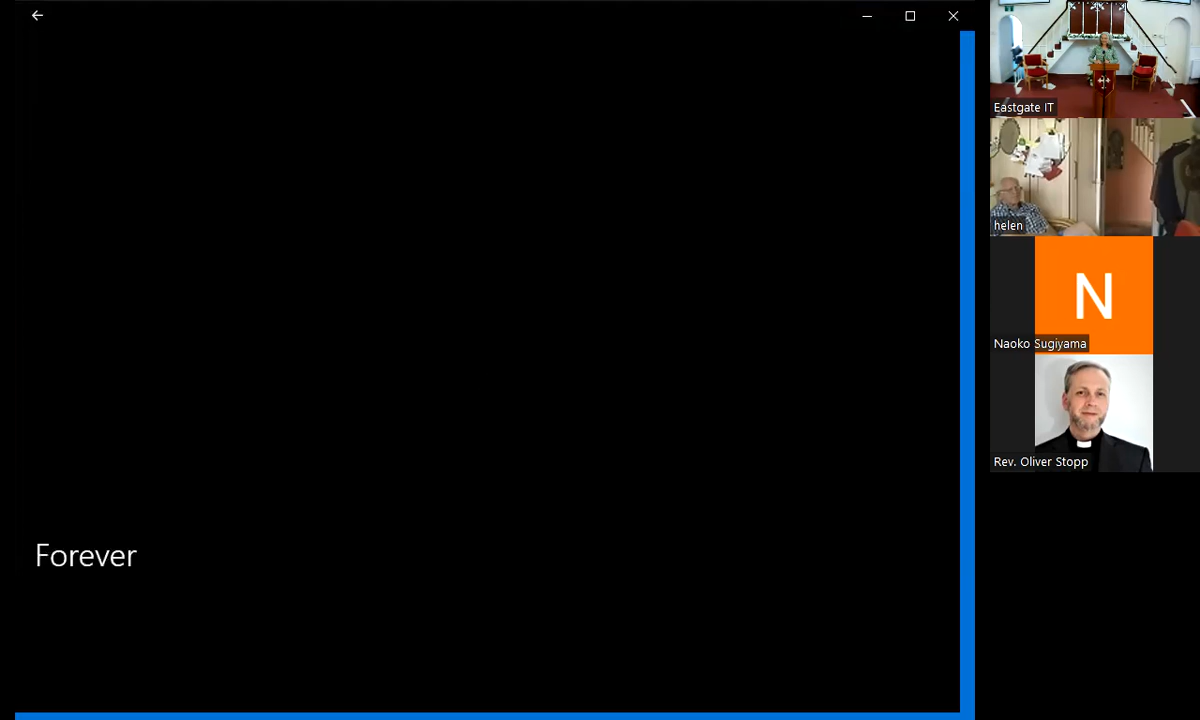 Forever
Eastgate IT
helen
N
Naoko Sugiyama
Rev. Oliver Stopp